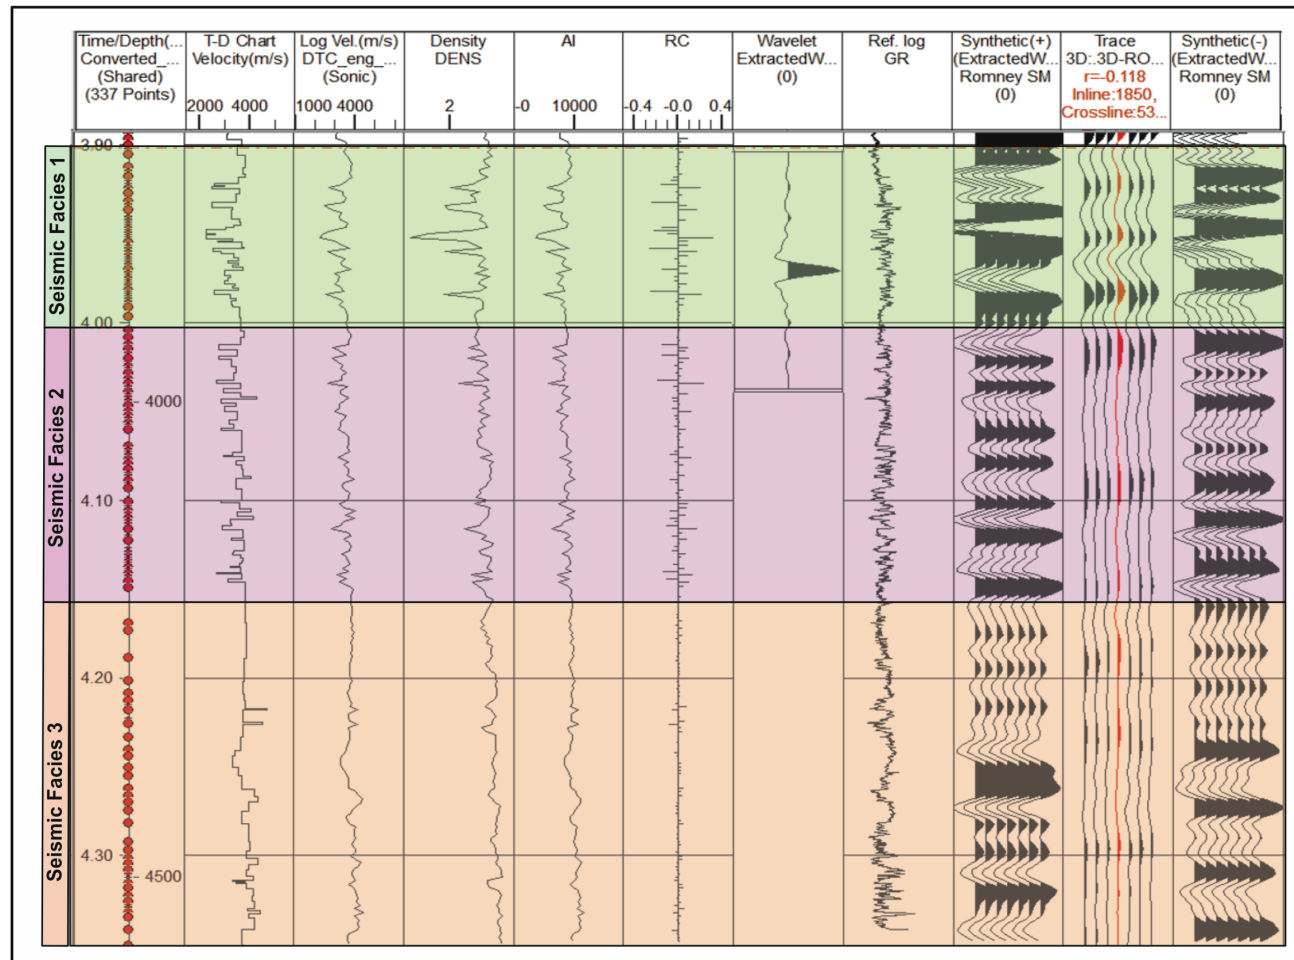 Time/Depth(...
Converted_...
(Shared)
(337 Points)
T-D Chart
Velocity(m/s)
2000 4000
Log Vel.(m/s)
DTC_eng_...
(Sonic)
1000 4000
Density
DENS
2
AI
-0 10000
RC
-0.4 -0.0 0.4
Wavelet
ExtractedW...
(0)
Ref. log
GR
Synthetic(+)
(ExtractedW...
Romney SM
(0)
Trace
3D:.3D-RO...
r=-0.118
Inline:1850,
Crossline:53...
Synthetic(-)
(ExtractedW...
Romney SM
(0)
3.90
Seismic Facies 1
4.00
Seismic Facies 2
4000
4.10
Seismic Facies 3
4.20
4.30
4500